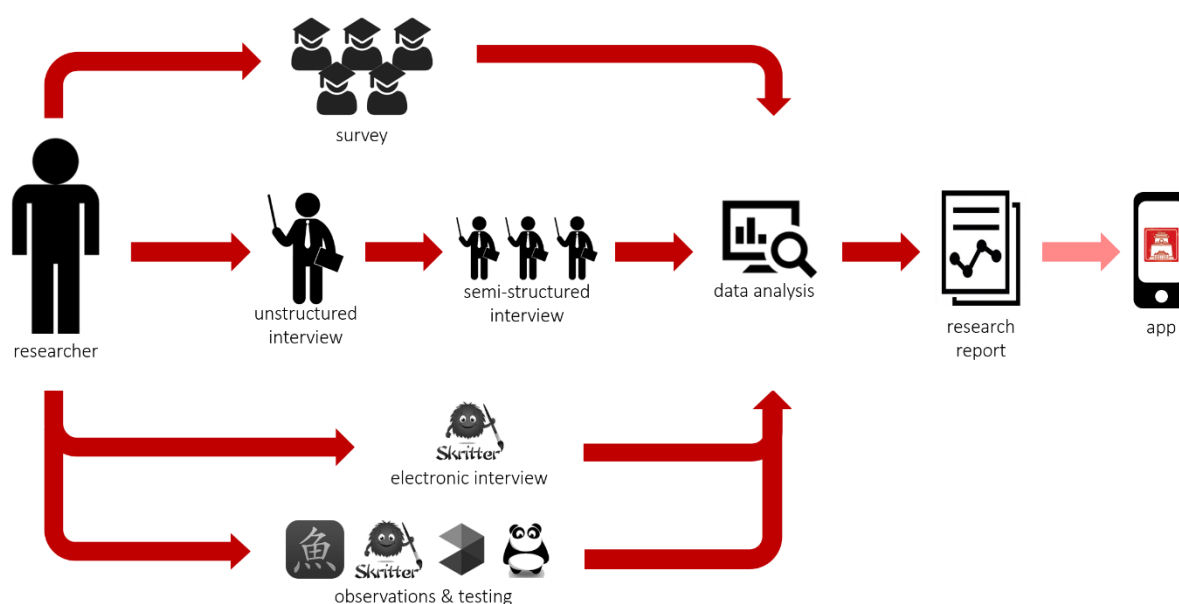 survey
researcher
unstructured
interview
semi-structured
interview
data analysis
research
report
app
Skritter
electronic interview
魚
Skritter
observations & testing